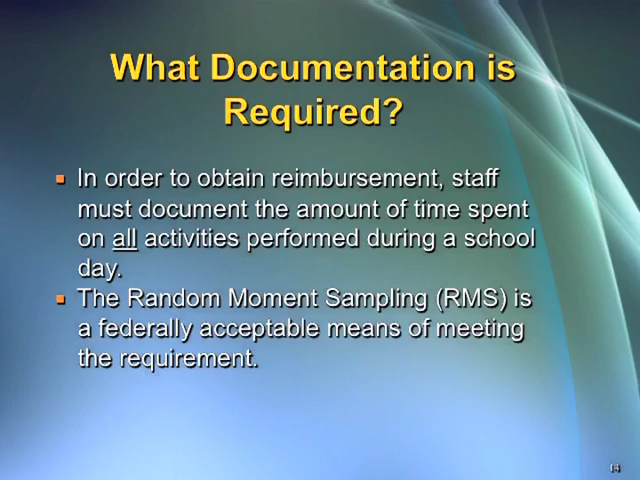 What Documentation is
Required?
In order to obtain reimbursement, staff
must document the amount of time spent
on all activities performed during a school
day.
The Random Moment Sampling (RMS) is
a federally acceptable means of meeting
the requirement.
14